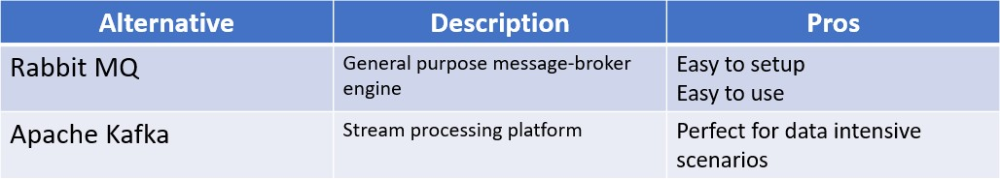 Alternative
Description
Pros
Rabbit MQ
General purpose message-broker
engine
Easy to setup
Easy to use
Apache Kafka
Stream processing platform
Perfect for data intensive
scenarios